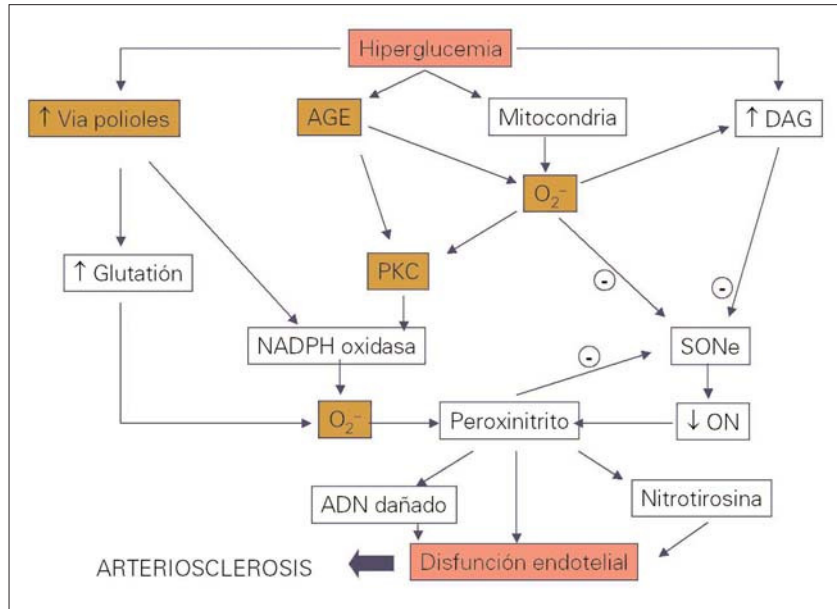 Hiperglucemia
↑ Via polioles
AGE
Mitocondria
↑ DAG
O₂⁻
↑ Glutatión
PKC
-
-
NADPH oxidasa
-
SONe
O₂⁻
Peroxinitrito
↓ ON
ADN dañado
Nitrotirosina
ARTERIOSCLEROSIS
Disfunción endotelial